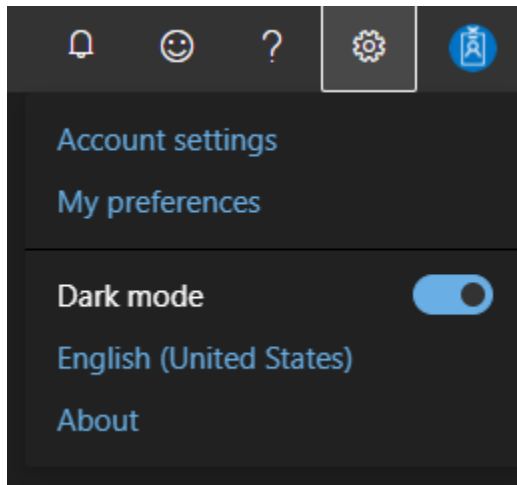 ?
Account settings
My preferences
Dark mode
English (United States)
About